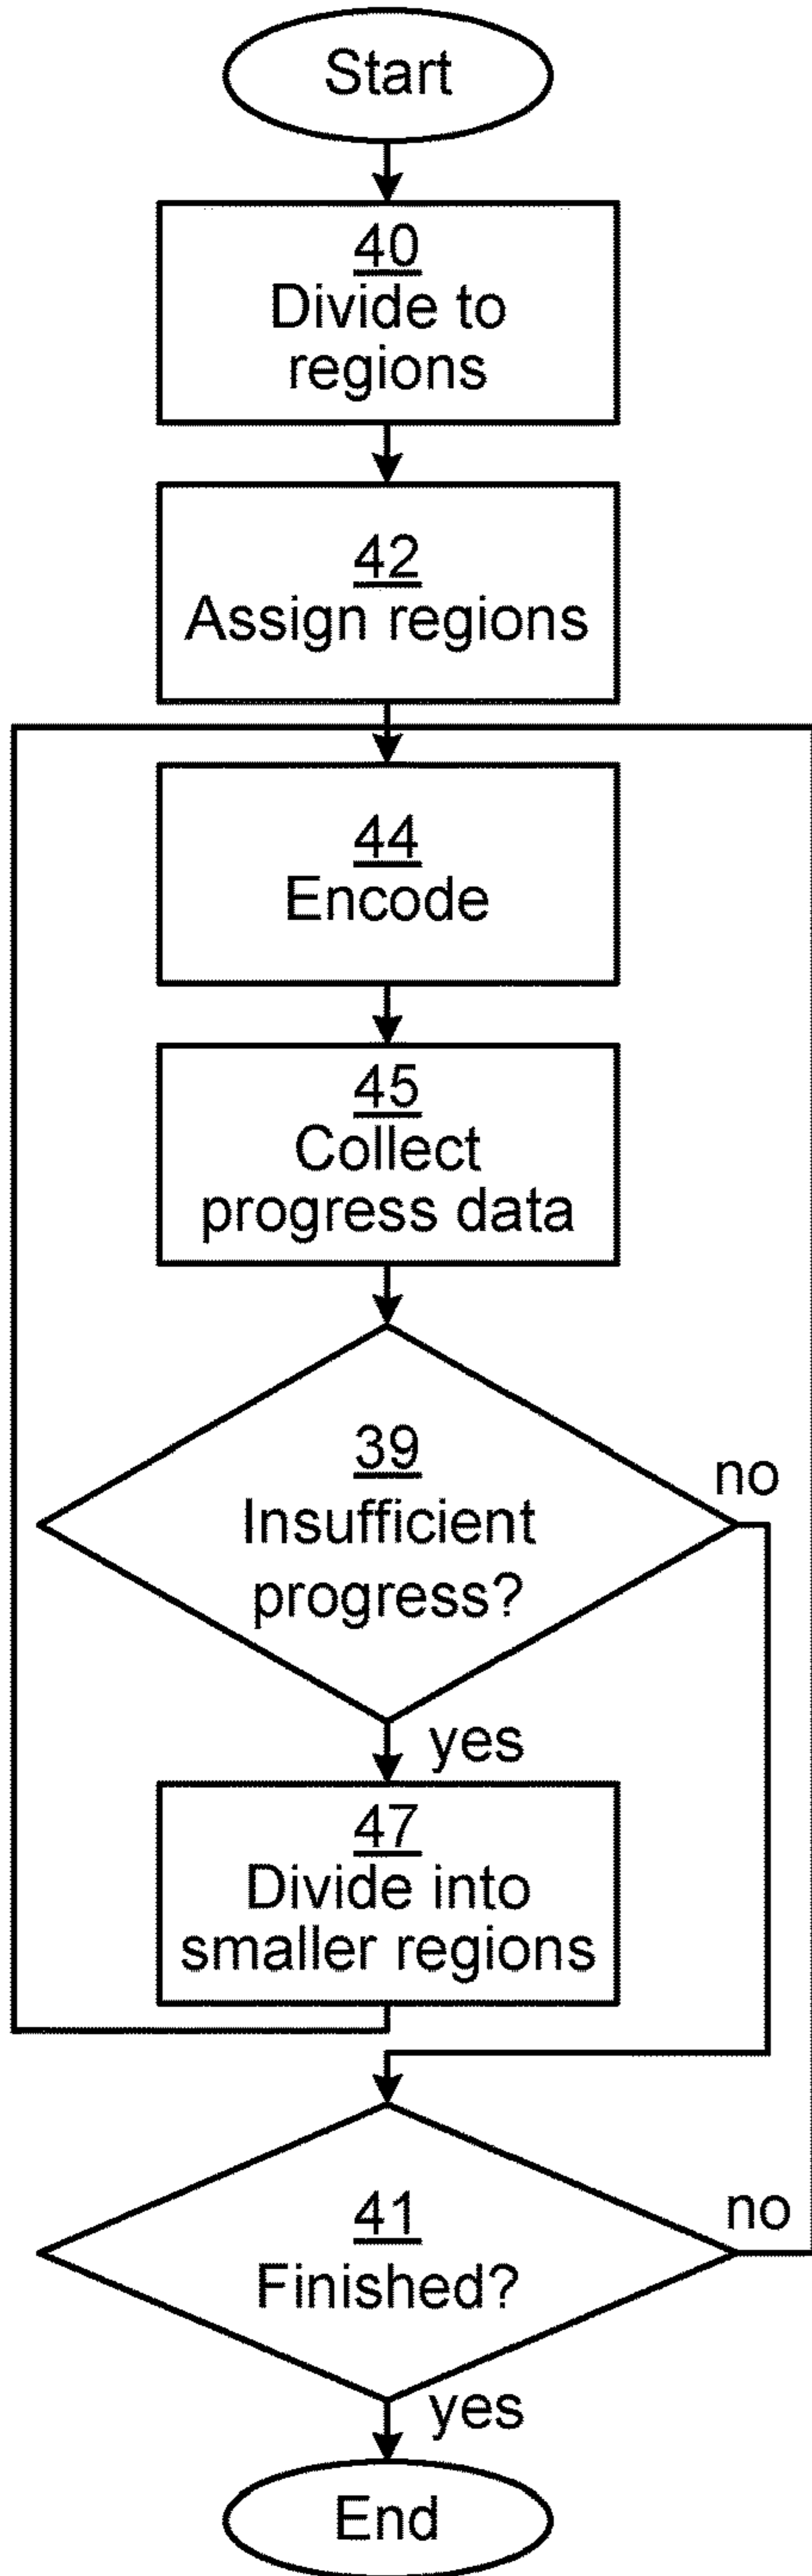 Start
40
Divide to
regions
42
Assign regions
44
Encode
45
Collect
progress data
39
Insufficient
progress?
no
yes
47
Divide into
smaller regions
41
Finished?
no
yes
End